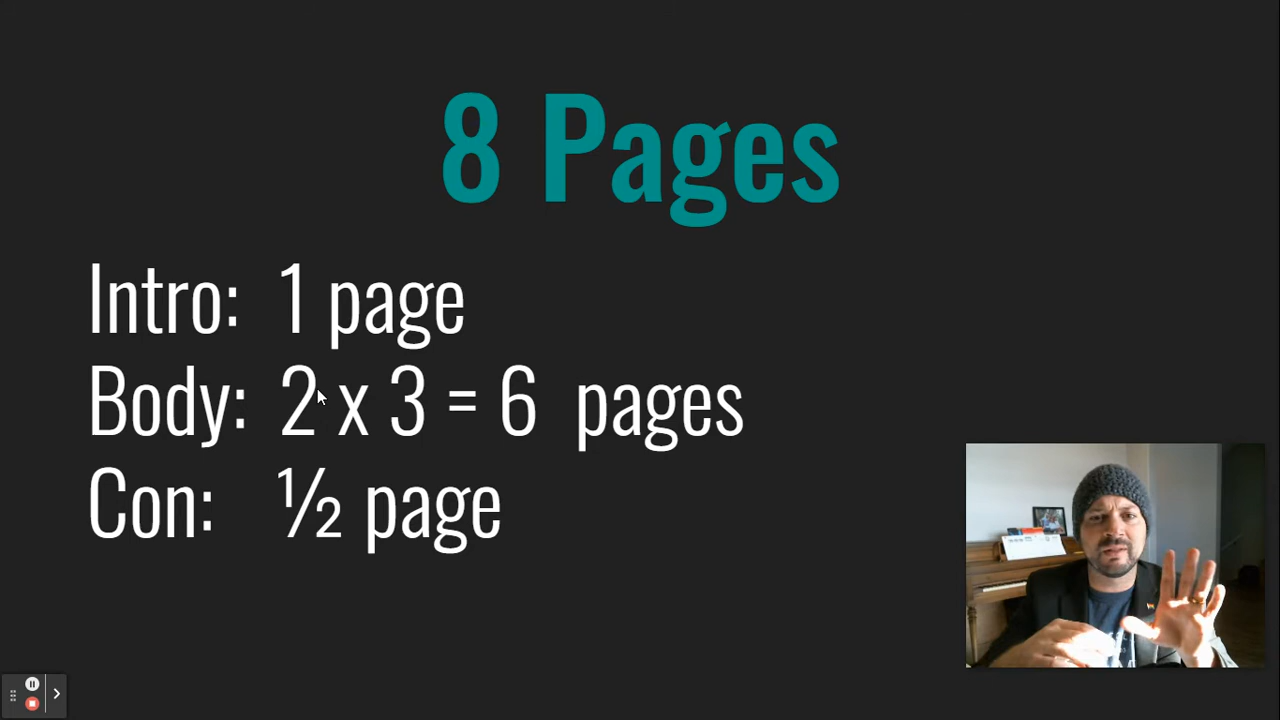 8 Pages
Intro: 1 page
Body: 2 x 3 = 6 pages
Con: ½ page